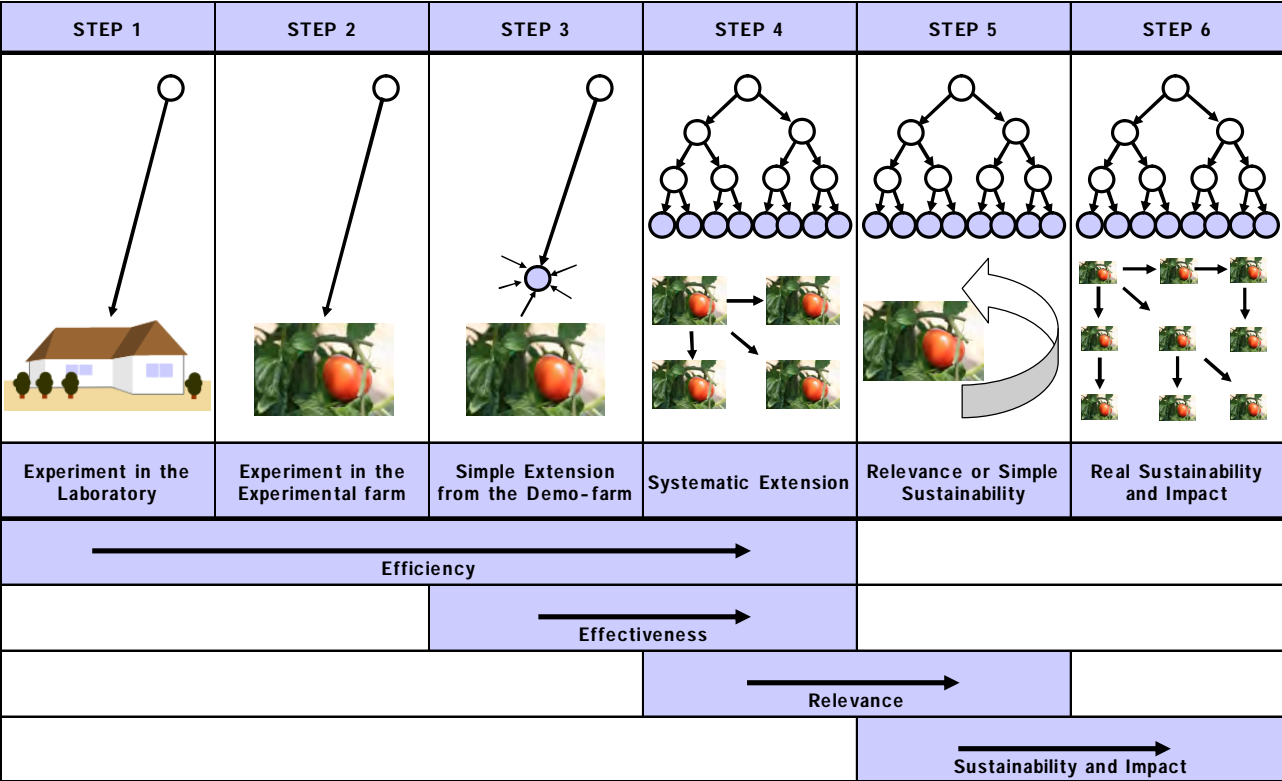 STEP 1
STEP 2
STEP 3
STEP 4
STEP 5
STEP 6
Experiment in the
Laboratory
Experiment in the
Experimental farm
Simple Extension
from the Demo-farm
Systematic Extension
Relevance or Simple
Sustainability
Real Sustainability
and Impact
Efficiency
Effectiveness
Relevance
Sustainability and Impact